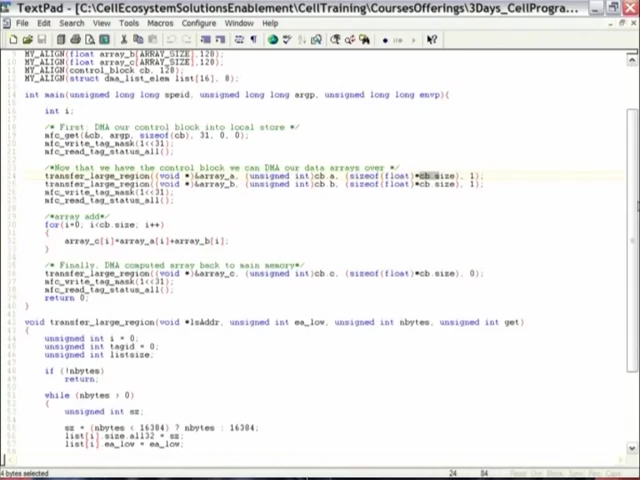 TextPad - [C:\CellEcosystemSolutionsEnablement\CellTraining\CoursesOfferings\3Days_CellProgra...
File Edit Search View Tools Macros Configure Window Help
MY_ALIGN(float array_b[ARRAY_SIZE],128);
MY_ALIGN(float array_c[ARRAY_SIZE],128);
MY_ALIGN(control_block cb, 128);
MY_ALIGN(struct dma_list_elem list[16], 8);
int main(unsigned long long speid, unsigned long long argp, unsigned long long envp){
int i;
/* First: DMA our control block into local store */
mfc_get(&cb, argp, sizeof(cb), 31, 0, 0);
mfc_write_tag_mask(1<<31);
mfc_read_tag_status_all();
/*Now that we have the control block we can DMA our data arrays over */
24 transfer_large_region((void *)&array_a, (unsigned int)cb.a, (sizeof(float)*cb.size), 1);
transfer_large_region((void *)&array_b, (unsigned int)cb.b, (sizeof(float)*cb.size), 1);
mfc_write_tag_mask(1<<31);
mfc_read_tag_status_all();
/*array add*/
for(i=0; i<cb.size; i++)
{
array_c[i]=array_a[i]+array_b[i];
}
/* Finally, DMA computed array back to main memory*/
transfer_large_region((void *)&array_c, (unsigned int)cb.c, (sizeof(float)*cb.size), 0);
mfc_write_tag_mask(1<<31);
mfc_read_tag_status_all();
return 0;
}
void transfer_large_region(void *lsAddr, unsigned int ea_low, unsigned int nbytes, unsigned int get)
{
unsigned int i = 0;
unsigned int tagid = 0;
unsigned int listsize;
if (!nbytes)
return;
while (nbytes > 0)
{
unsigned int sz;
sz = (nbytes < 16384) ? nbytes : 16384;
list[i].size.all32 = sz;
list[i].ea_low = ea_low;
4 bytes selected 24 84